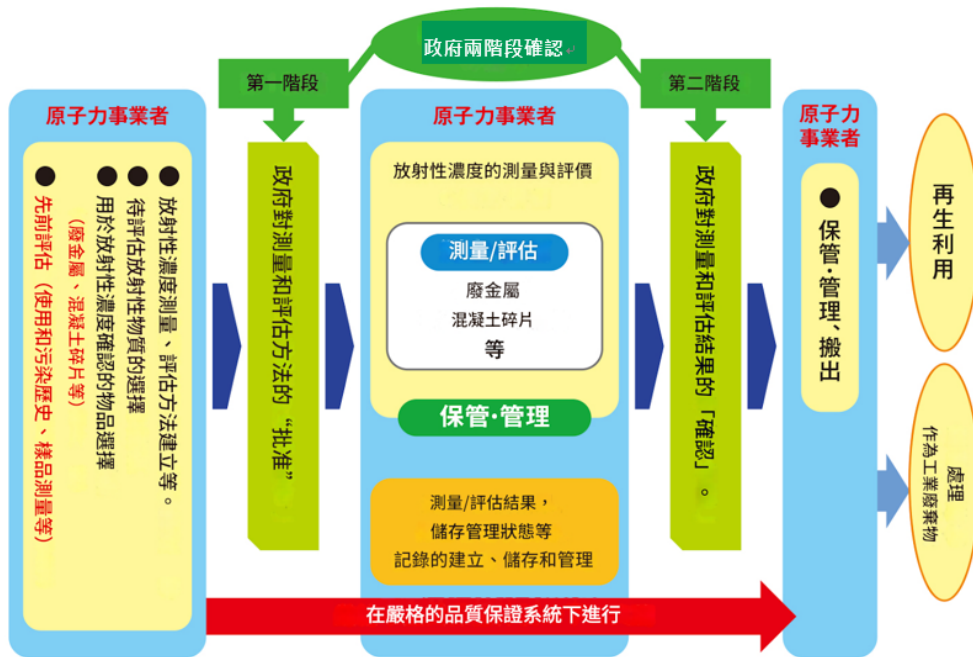 政府兩階段確認
第一階段
第二階段
原子力事業者
● 放射性濃度測量、評估方法建立等。
● 待評估放射性物質的選擇
● 用於放射性濃度確認的物品選擇
(廢金屬、混凝土碎片等)
● 先前評估（使用和污染歷史、樣品測量等)
政府對測量和評估方法的“批准”
原子力事業者
放射性濃度的測量與評價
測量/評估
廢金屬
混凝土碎片
等
保管·管理
測量/評估結果，
儲存管理狀態等
記錄的建立、儲存和管理
政府對測量和評估結果的「確認」。
原子力
事業者
● 保管·管理、搬出
再生利用
處理
作為工業廢棄物
在嚴格的品質保證系統下進行